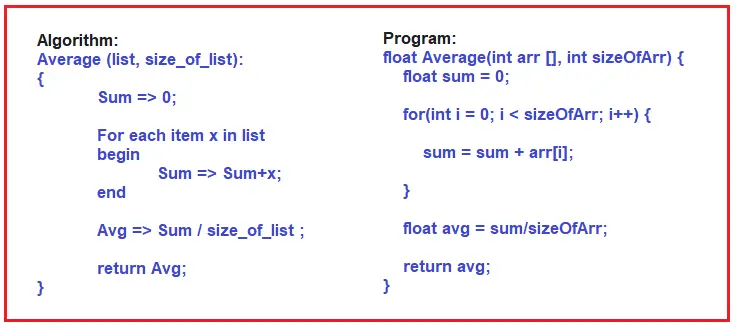 Algorithm:
Average (list, size_of_list):
{
Sum => 0;
For each item x in list
begin
Sum => Sum+x;
end
Avg => Sum / size_of_list ;
return Avg;
}
Program:
float Average(int arr [], int sizeOfArr) {
float sum = 0;
for(int i = 0; i < sizeOfArr; i++) {
sum = sum + arr[i];
}
float avg = sum/sizeOfArr;
return avg;
}